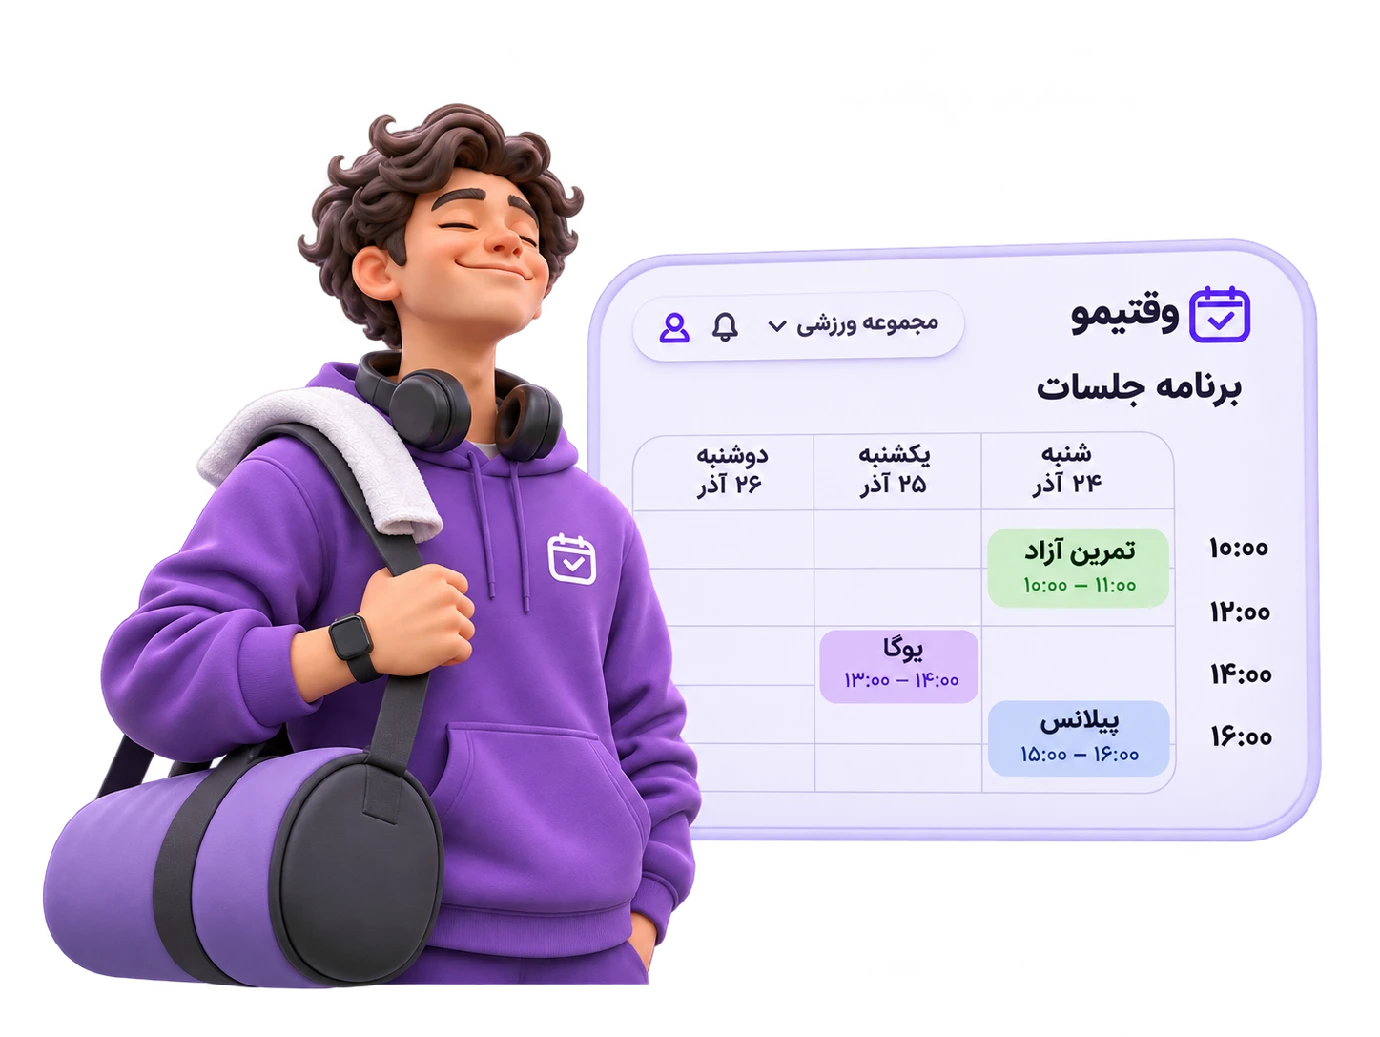 وقتیمو
مجموعه ورزشی
برنامه جلسات
شنبه
۲۴ آذر
یکشنبه
۲۵ آذر
دوشنبه
۲۶ آذر
۱۰:۰۰
تمرین آزاد
۱۰:۰۰ – ۱۱:۰۰
۱۲:۰۰
یوگا
۱۳:۰۰ – ۱۴:۰۰
۱۴:۰۰
پیلانس
۱۵:۰۰ – ۱۶:۰۰
۱۶:۰۰